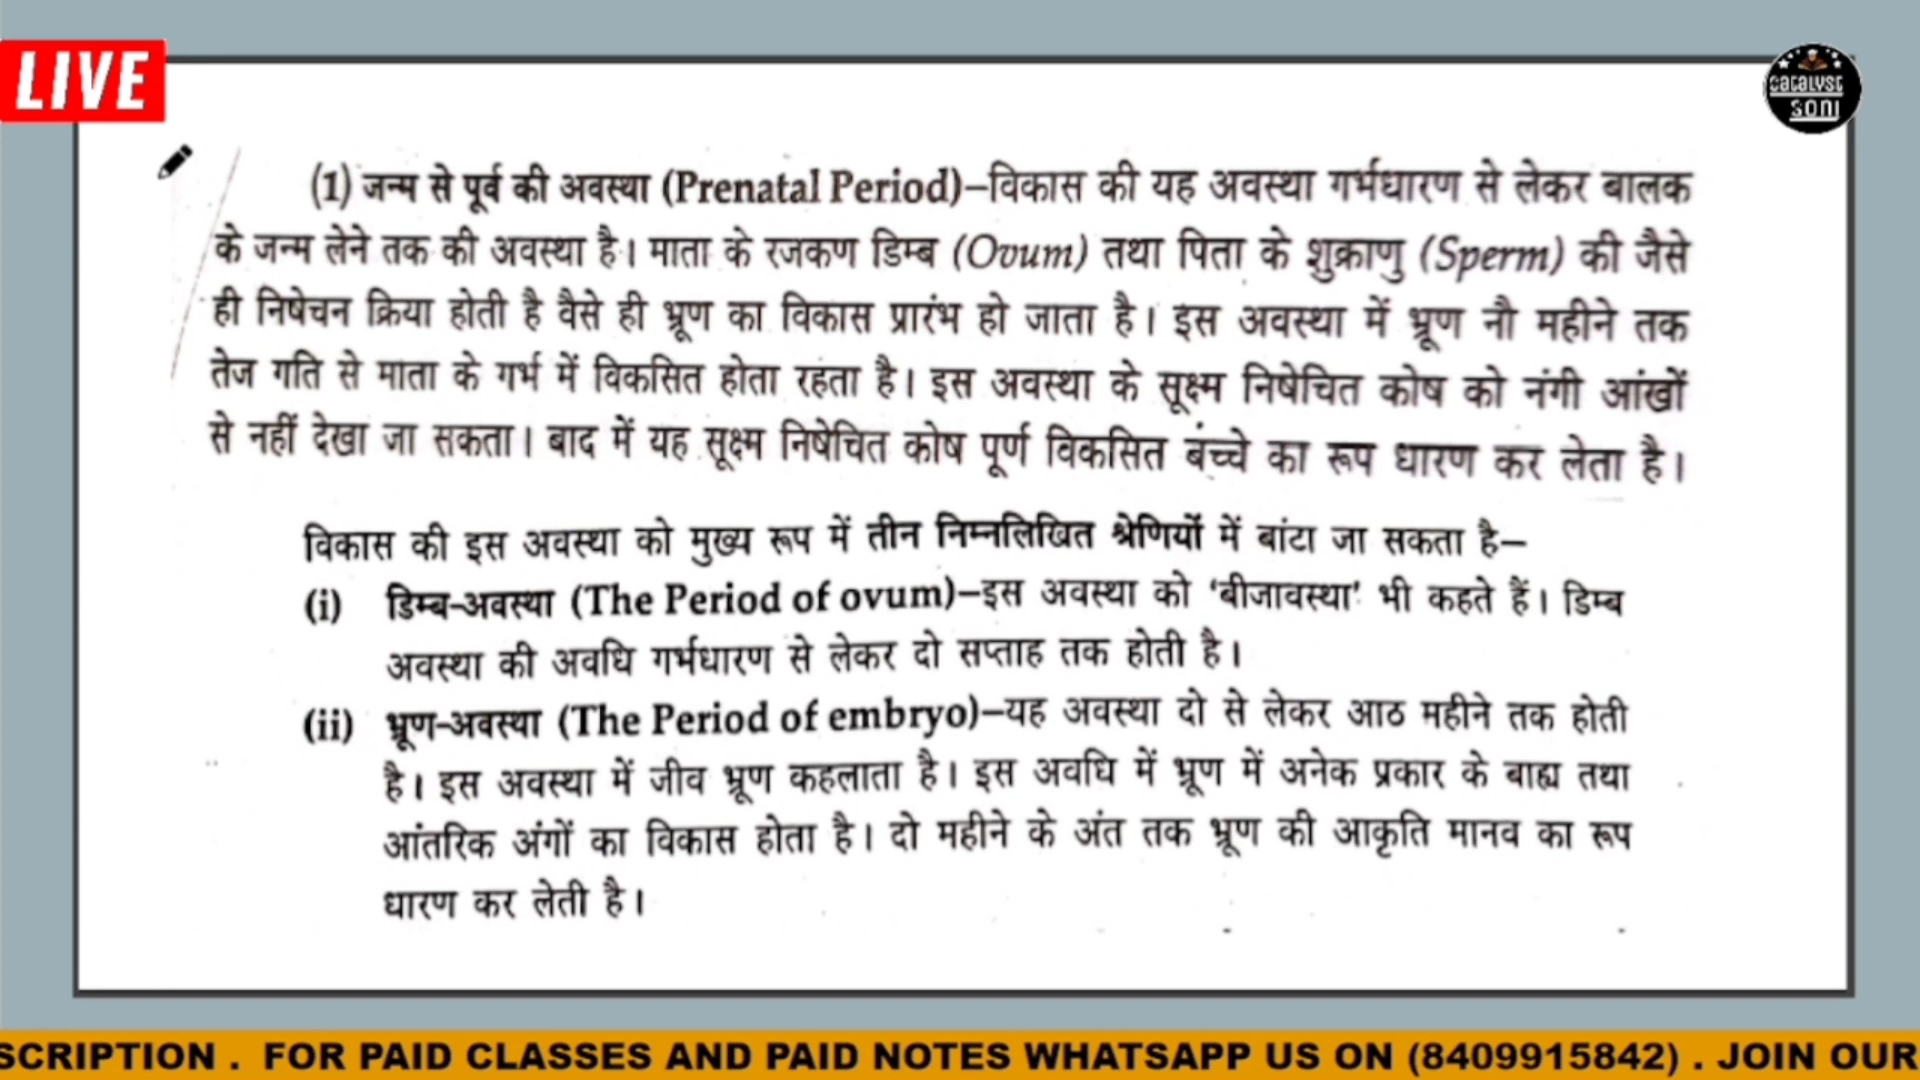 LIVE
catalyst
soni
(1) जन्म से पूर्व की अवस्था (Prenatal Period)–विकास की यह अवस्था गर्भधारण से लेकर बालक
के जन्म लेने तक की अवस्था है। माता के रजकण डिम्ब (Ovum) तथा पिता के शुक्राणु (Sperm) की जैसे
ही निषेचन क्रिया होती है वैसे ही भ्रूण का विकास प्रारंभ हो जाता है। इस अवस्था में भ्रूण नौ महीने तक
तेज गति से माता के गर्भ में विकसित होता रहता है। इस अवस्था के सूक्ष्म निषेचित कोष को नंगी आंखों
से नहीं देखा जा सकता। बाद में यह सूक्ष्म निषेचित कोष पूर्ण विकसित बच्चे का रूप धारण कर लेता है।
विकास की इस अवस्था को मुख्य रूप में तीन निम्नलिखित श्रेणियों में बांटा जा सकता है–
(i) डिम्ब-अवस्था (The Period of ovum)–इस अवस्था को 'बीजावस्था' भी कहते हैं। डिम्ब
अवस्था की अवधि गर्भधारण से लेकर दो सप्ताह तक होती है।
(ii) भ्रूण-अवस्था (The Period of embryo)–यह अवस्था दो से लेकर आठ महीने तक होती
है। इस अवस्था में जीव भ्रूण कहलाता है। इस अवधि में भ्रूण में अनेक प्रकार के बाह्य तथा
आंतरिक अंगों का विकास होता है। दो महीने के अंत तक भ्रूण की आकृति मानव का रूप
धारण कर लेती है।
SCRIPTION . FOR PAID CLASSES AND PAID NOTES WHATSAPP US ON (8409915842) . JOIN OUR